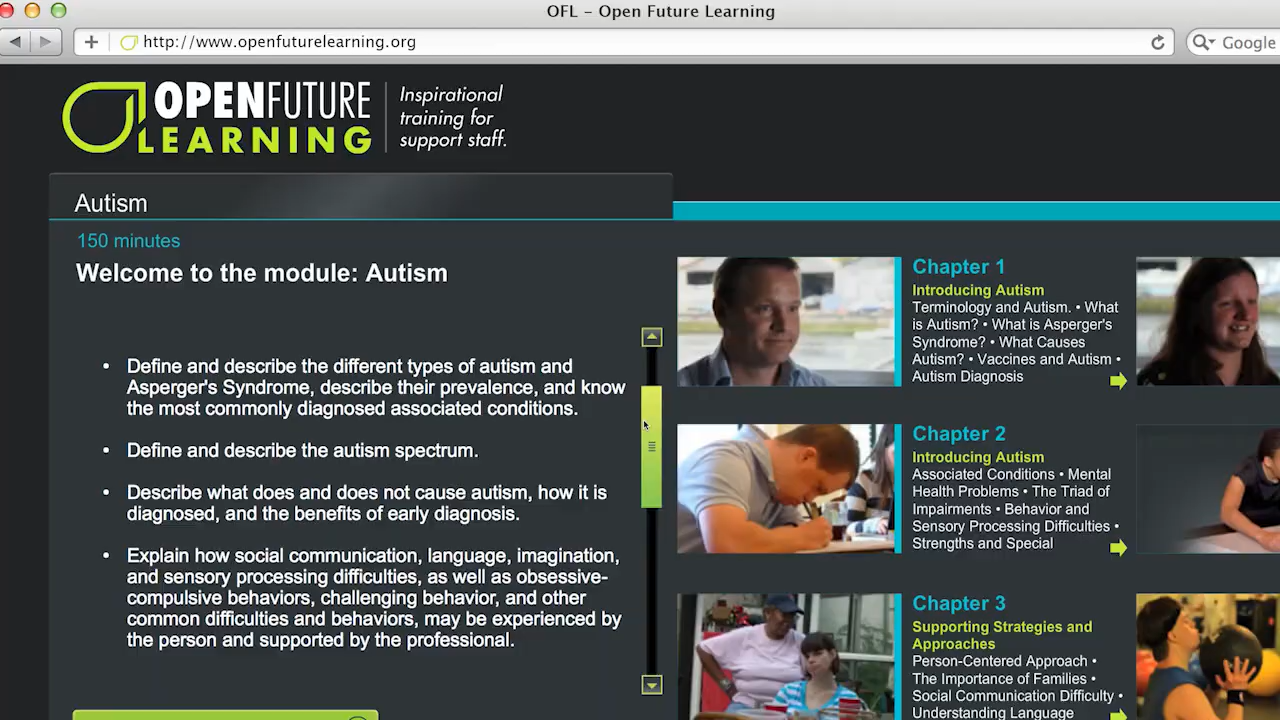 OFL – Open Future Learning
http://www.openfuturelearning.org
Google
OPENFUTURE
LEARNING
Inspirational
training for
support staff.
Autism
150 minutes
Welcome to the module: Autism
• Define and describe the different types of autism and
Asperger's Syndrome, describe their prevalence, and know
the most commonly diagnosed associated conditions.
• Define and describe the autism spectrum.
• Describe what does and does not cause autism, how it is
diagnosed, and the benefits of early diagnosis.
• Explain how social communication, language, imagination,
and sensory processing difficulties, as well as obsessive-
compulsive behaviors, challenging behavior, and other
common difficulties and behaviors, may be experienced by
the person and supported by the professional.
Chapter 1
Introducing Autism
Terminology and Autism. • What
is Autism? • What is Asperger's
Syndrome? • What Causes
Autism? • Vaccines and Autism •
Autism Diagnosis
Chapter 2
Introducing Autism
Associated Conditions • Mental
Health Problems • The Triad of
Impairments • Behavior and
Sensory Processing Difficulties •
Strengths and Special
Chapter 3
Supporting Strategies and
Approaches
Person-Centered Approach •
The Importance of Families •
Social Communication Difficulty •
Understanding Language